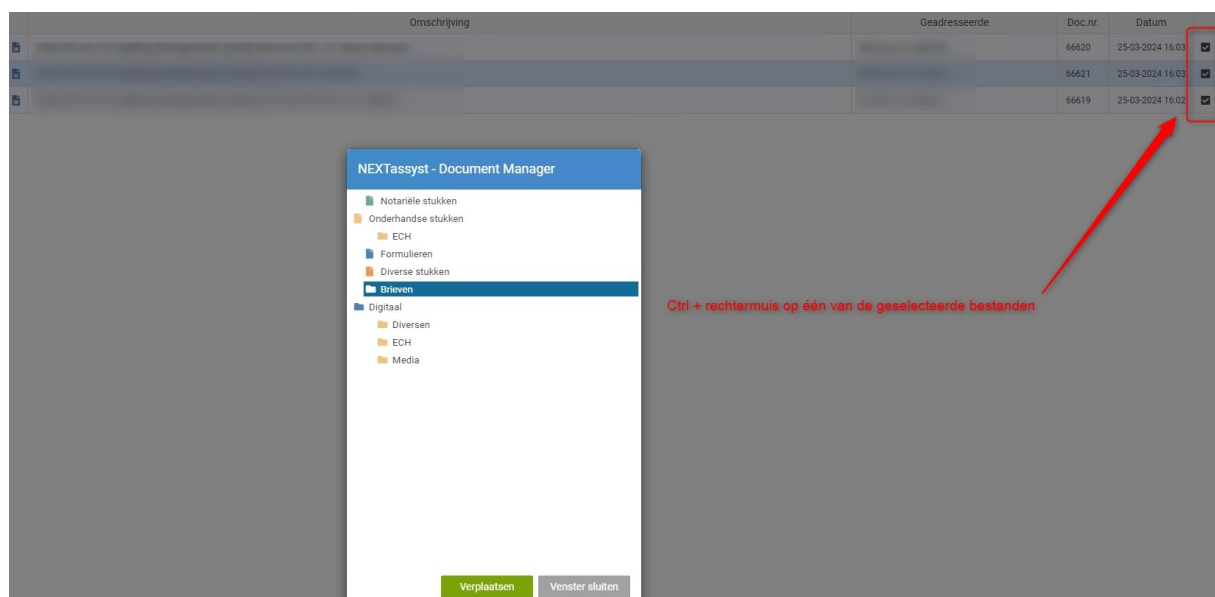 Omschrijving Geadresseerde Doc.nr. Datum
66620 25-03-2024 16:03
66621 25-03-2024 16:03
66619 25-03-2024 16:02
NEXTassyst - Document Manager
Notariële stukken
Onderhandse stukken
ECH
Formulieren
Diverse stukken
Brieven
Digitaal
Diversen
ECH
Media
Ctrl + rechtermuis op één van de geselecteerde bestanden
Verplaatsen Venster sluiten